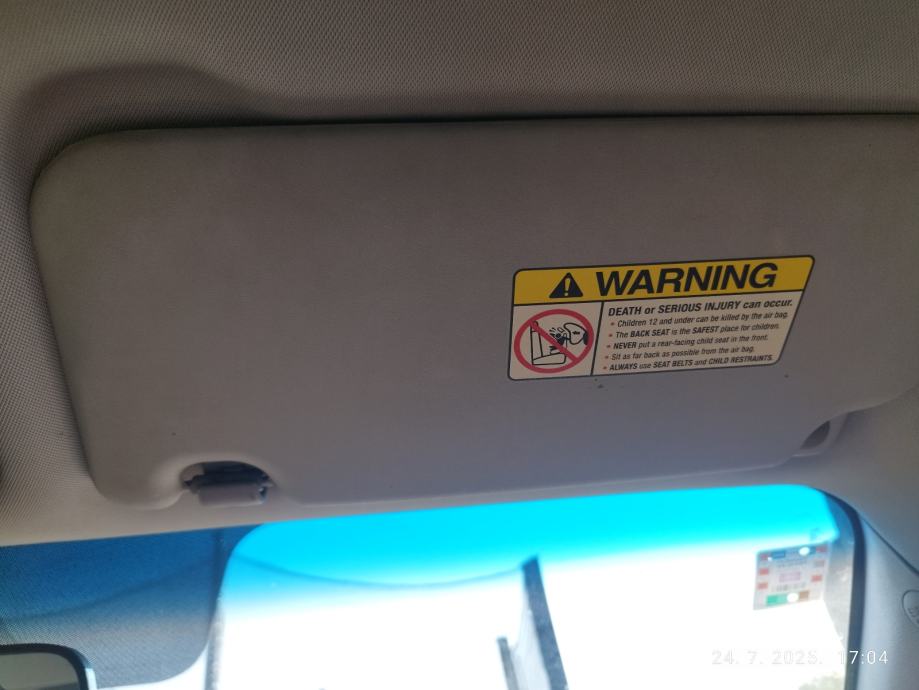 WARNING
DEATH or SERIOUS INJURY can occur.
• Children 12 and under can be killed by the air bag.
• The BACK SEAT is the SAFEST place for children.
• NEVER put a rear-facing child seat in the front.
• Sit as far back as possible from the air bag.
• ALWAYS use SEAT BELTS and CHILD RESTRAINTS.
24. 7. 2025. 17:04